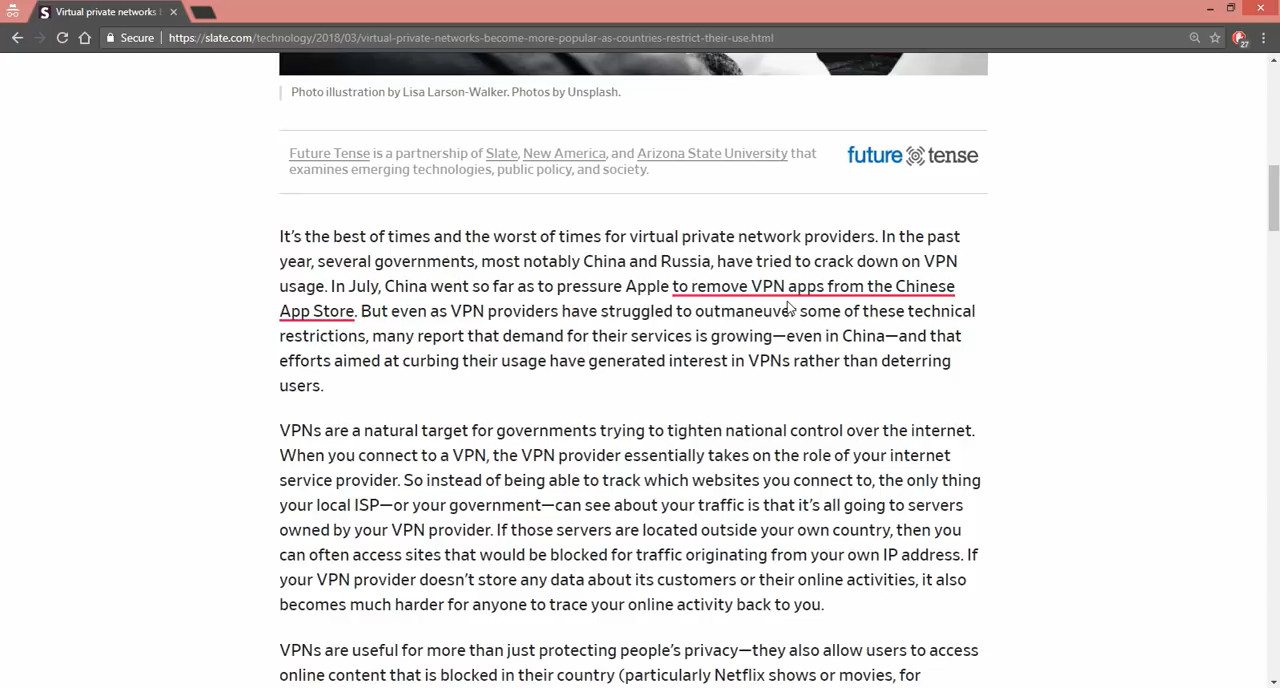 Virtual private networks
Secure
https://slate.com/technology/2018/03/virtual-private-networks-become-more-popular-as-countries-restrict-their-use.html
27
Photo illustration by Lisa Larson-Walker. Photos by Unsplash.
Future Tense is a partnership of Slate, New America, and Arizona State University that
examines emerging technologies, public policy, and society.
future tense
It’s the best of times and the worst of times for virtual private network providers. In the past
year, several governments, most notably China and Russia, have tried to crack down on VPN
usage. In July, China went so far as to pressure Apple to remove VPN apps from the Chinese
App Store. But even as VPN providers have struggled to outmaneuver some of these technical
restrictions, many report that demand for their services is growing—even in China—and that
efforts aimed at curbing their usage have generated interest in VPNs rather than deterring
users.
VPNs are a natural target for governments trying to tighten national control over the internet.
When you connect to a VPN, the VPN provider essentially takes on the role of your internet
service provider. So instead of being able to track which websites you connect to, the only thing
your local ISP—or your government—can see about your traffic is that it’s all going to servers
owned by your VPN provider. If those servers are located outside your own country, then you
can often access sites that would be blocked for traffic originating from your own IP address. If
your VPN provider doesn’t store any data about its customers or their online activities, it also
becomes much harder for anyone to trace your online activity back to you.
VPNs are useful for more than just protecting people’s privacy—they also allow users to access
online content that is blocked in their country (particularly Netflix shows or movies, for